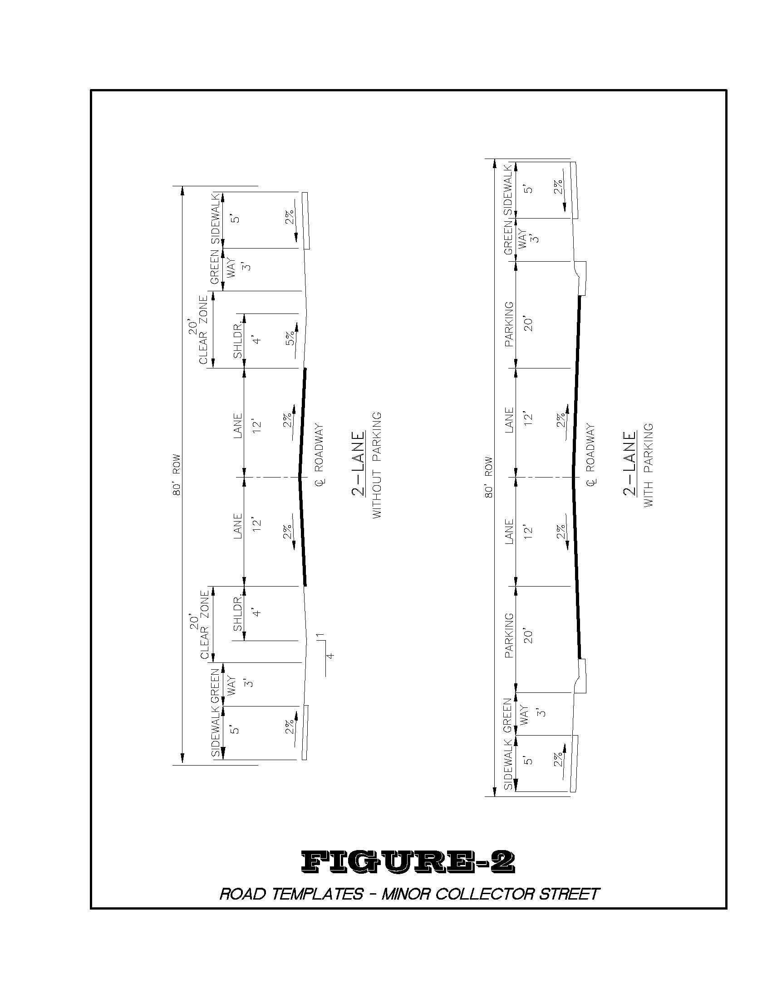 80' ROW
20'
CLEAR ZONE
20'
CLEAR ZONE
SIDEWALK
GREEN
WAY
SHLDR.
LANE
LANE
SHLDR.
GREEN
WAY
SIDEWALK
5'
3'
4'
12'
12'
4'
3'
5'
2%
2%
2%
5%
2%
1
4
℄ ROADWAY
2-LANE
WITHOUT PARKING
80' ROW
SIDEWALK
GREEN
WAY
PARKING
LANE
LANE
PARKING
GREEN
WAY
SIDEWALK
5'
3'
20'
12'
12'
20'
3'
5'
2%
2%
2%
2%
℄ ROADWAY
2-LANE
WITH PARKING
FIGURE-2
ROAD TEMPLATES - MINOR COLLECTOR STREET